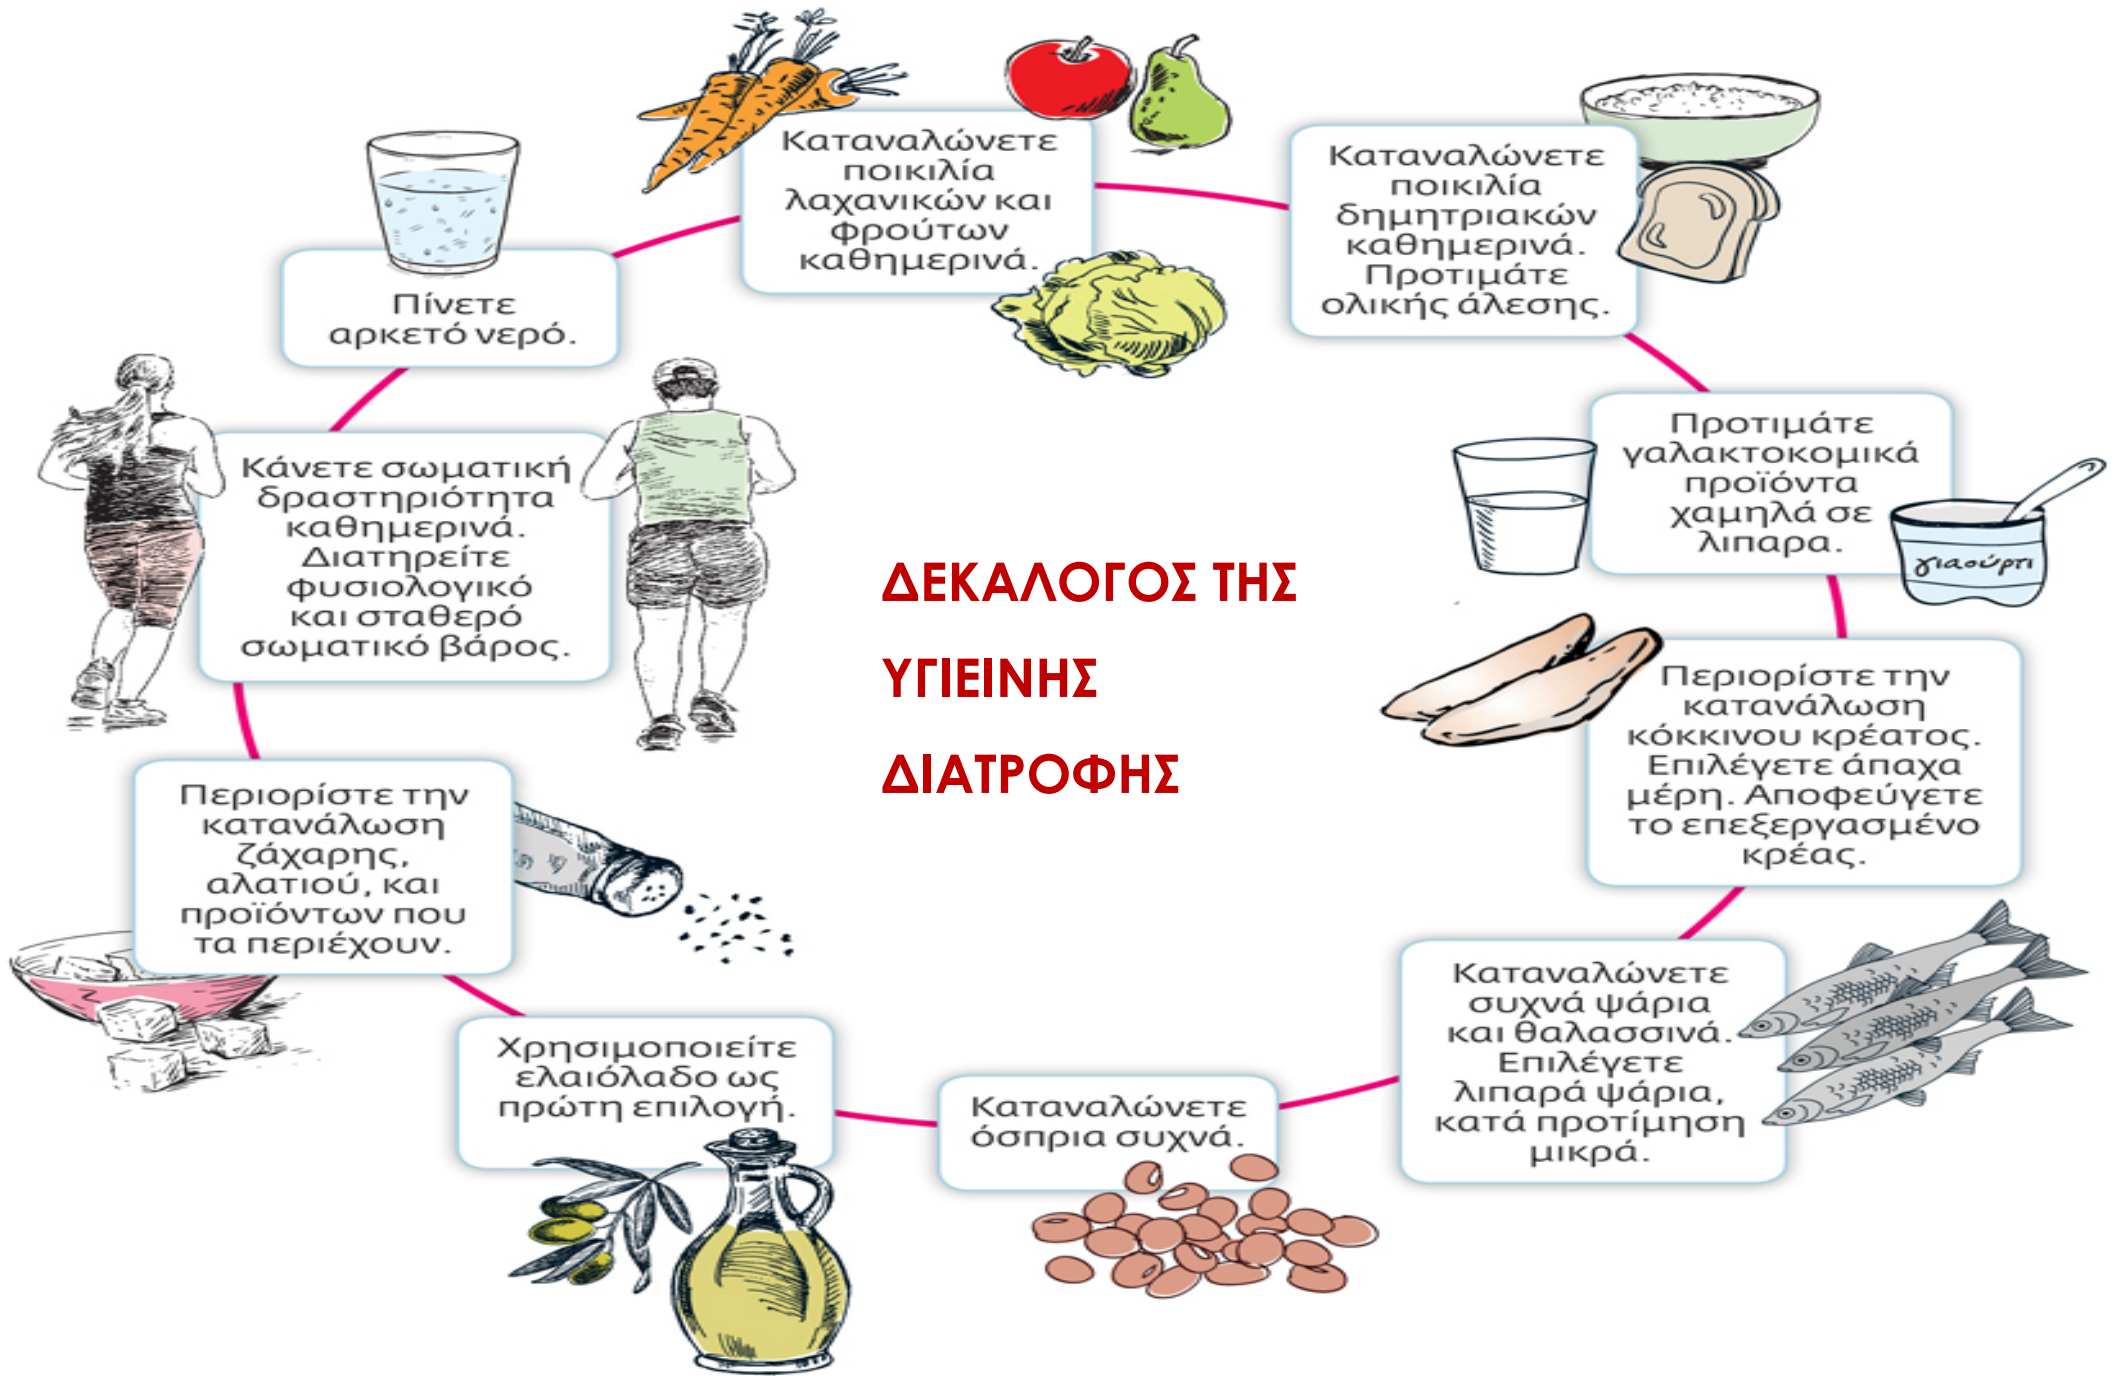 Καταναλώνετε
ποικιλία
λαχανικών και
φρούτων
καθημερινά.
Καταναλώνετε
ποικιλία
δημητριακών
καθημερινά.
Προτιμάτε
ολικής άλεσης.
Προτιμάτε
γαλακτοκομικά
προϊόντα
χαμηλά σε
λιπαρα.
γιαούρτι
Περιορίστε την
κατανάλωση
κόκκινου κρέατος.
Επιλέγετε άπαχα
μέρη. Αποφεύγετε
το επεξεργασμένο
κρέας.
Καταναλώνετε
συχνά ψάρια
και θαλασσινά.
Επιλέγετε
λιπαρά ψάρια,
κατά προτίμηση
μικρά.
Καταναλώνετε
όσπρια συχνά.
Χρησιμοποιείτε
ελαιόλαδο ως
πρώτη επιλογή.
Περιορίστε την
κατανάλωση
ζάχαρης,
αλατιού, και
προϊόντων που
τα περιέχουν.
Κάνετε σωματική
δραστηριότητα
καθημερινά.
Διατηρείτε
φυσιολογικό
και σταθερό
σωματικό βάρος.
Πίνετε
αρκετό νερό.
ΔΕΚΑΛΟΓΟΣ ΤΗΣ
ΥΓΙΕΙΝΗΣ
ΔΙΑΤΡΟΦΗΣ